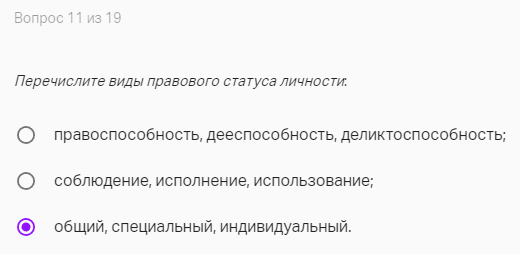 Вопрос 11 из 19
Перечислите виды правового статуса личности:
правоспособность, дееспособность, деликтоспособность;
соблюдение, исполнение, использование;
общий, специальный, индивидуальный.